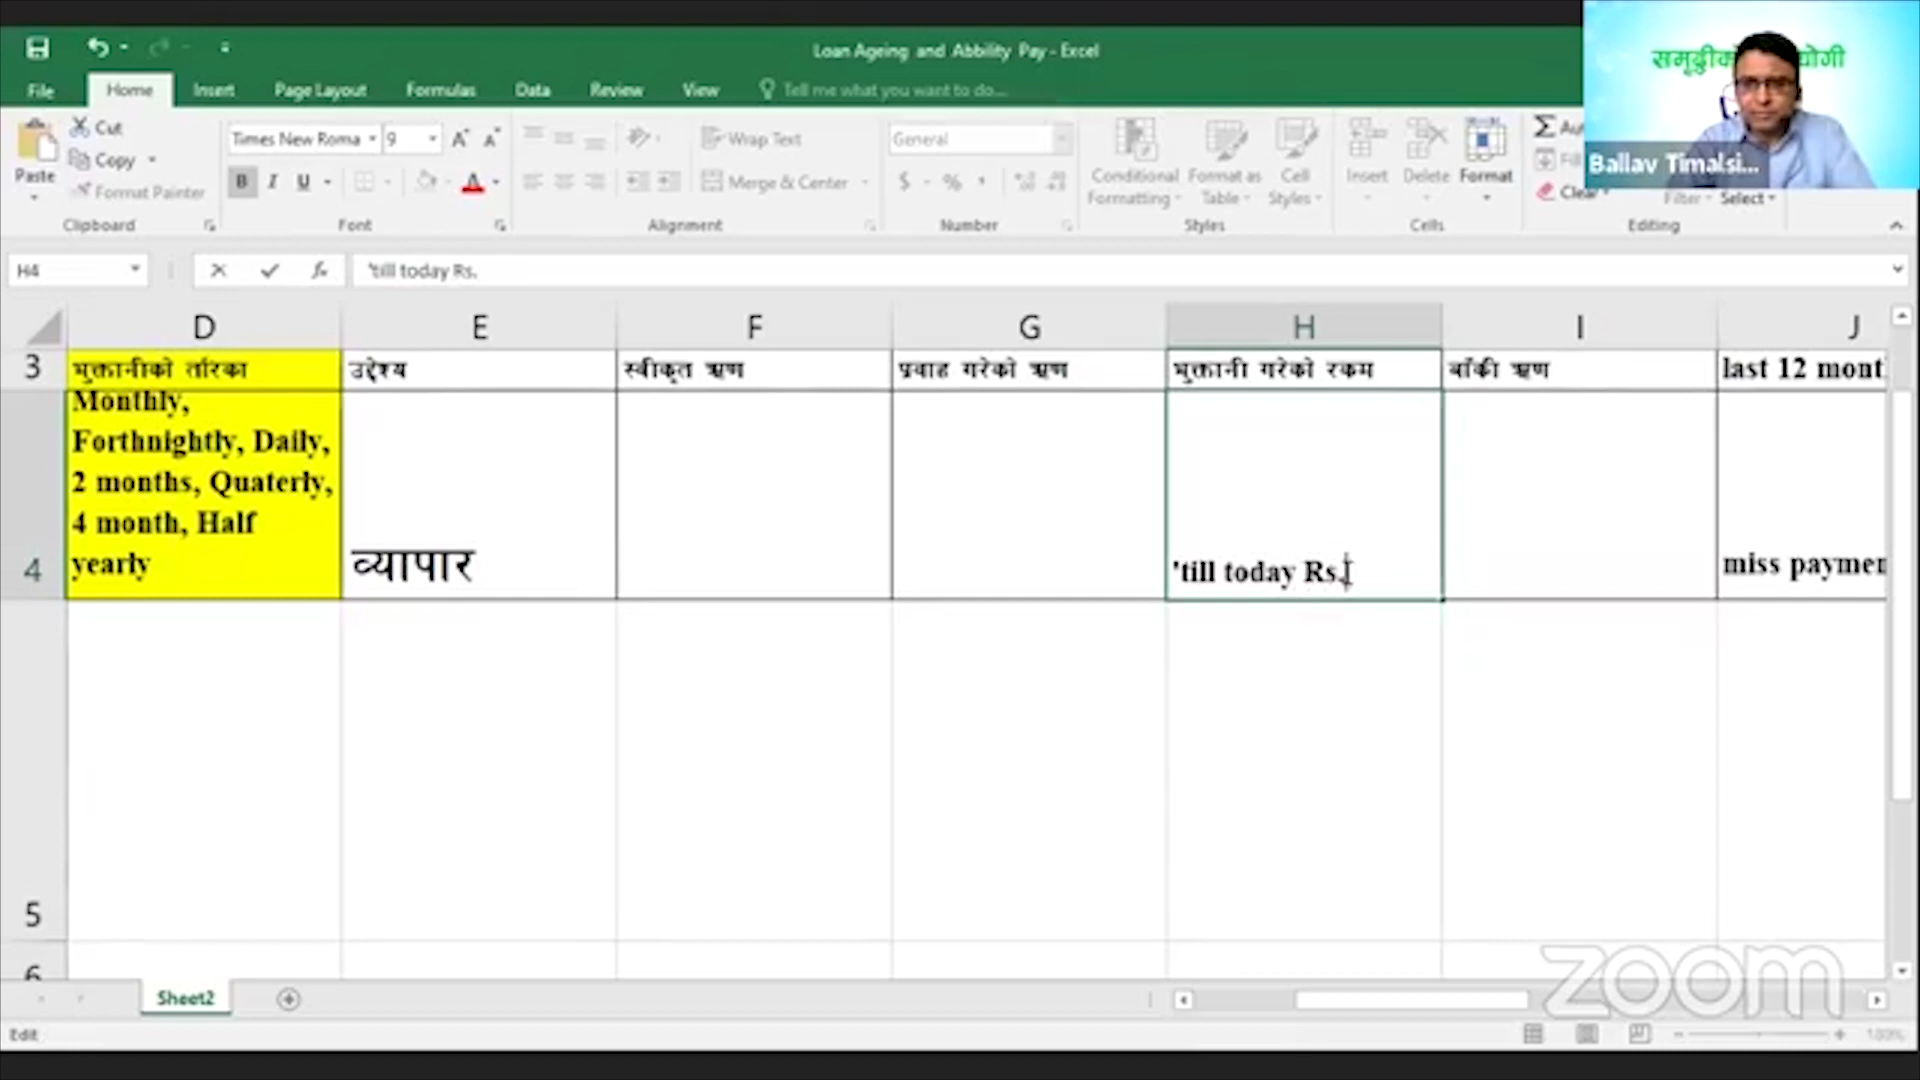 Loan Ageing and Abbility Pay - Excel
File Home Insert Page Layout Formulas Data Review View Tell me what you want to do...
Ballav Timalsi...
Cut
Copy
Format Painter
Paste
Clipboard
Times New Roma 9
B I U
Font
Wrap Text
Merge & Center
Alignment
General
$ % ,
Number
Conditional Formatting
Format as Table
Cell Styles
Styles
Insert Delete Format
Cells
Clear
Select
Editing
H4 'till today Rs.
D E F G H I J
3 भुक्तानीको तरिका उद्देश्य स्वीकृत ऋण प्रवाह गरेको ऋण भुक्तानी गरेको रकम बाँकी ऋण last 12 mont
Monthly,
Forthnightly, Daily,
2 months, Quaterly,
4 month, Half
4 yearly व्यापार 'till today Rs. miss paymen
5
6
zoom
Sheet2
Edit
100%